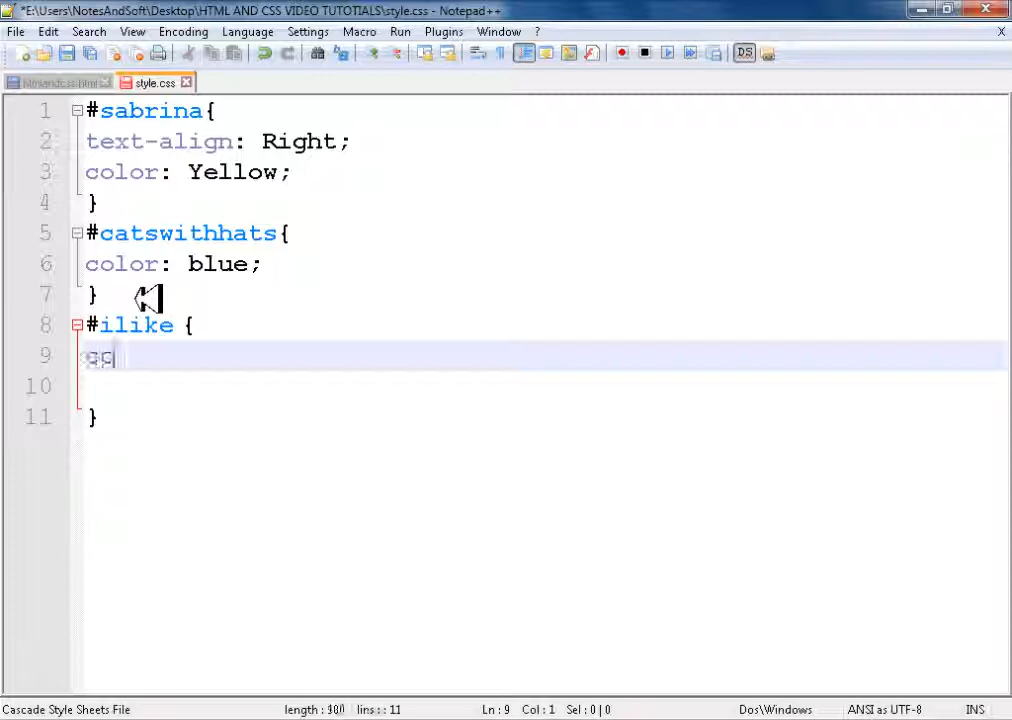 *E:\Users\NotesAndSoft\Desktop\HTML AND CSS VIDEO TUTOTIALS\style.css - Notepad++
File Edit Search View Encoding Language Settings Macro Run Plugins Window ? X
style.css
1 #sabrina{
2 text-align: Right;
3 color: Yellow;
4 }
5 #catswithhats{
6 color: blue;
7 }
8 #ilike {
9
10
11 }
Cascade Style Sheets File length : lins: : 11 Ln : 9 Col : 1 Sel : 0 | 0 Dos\Windows ANSI as UTF-8 INS